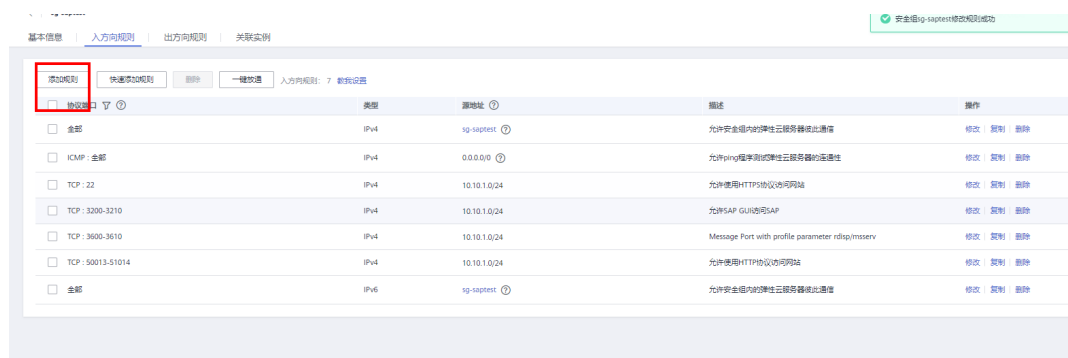 安全组sg-saptest修改规则成功
基本信息 入方向规则 出方向规则 关联实例
添加规则 快速添加规则 删除 一键放通 入方向规则: 7 教我设置
协议端口 类型 源地址 描述 操作
全部 IPv4 sg-saptest 允许安全组内的弹性云服务器彼此通信 修改 复制 删除
ICMP : 全部 IPv4 0.0.0.0/0 允许ping程序测试弹性云服务器的连通性 修改 复制 删除
TCP : 22 IPv4 10.10.1.0/24 允许使用HTTPS协议访问网站 修改 复制 删除
TCP : 3200-3210 IPv4 10.10.1.0/24 允许SAP GUI访问SAP 修改 复制 删除
TCP : 3600-3610 IPv4 10.10.1.0/24 Message Port with profile parameter rdisp/msserv 修改 复制 删除
TCP : 50013-51014 IPv4 10.10.1.0/24 允许使用HTTP协议访问网站 修改 复制 删除
全部 IPv6 sg-saptest 允许安全组内的弹性云服务器彼此通信 修改 复制 删除